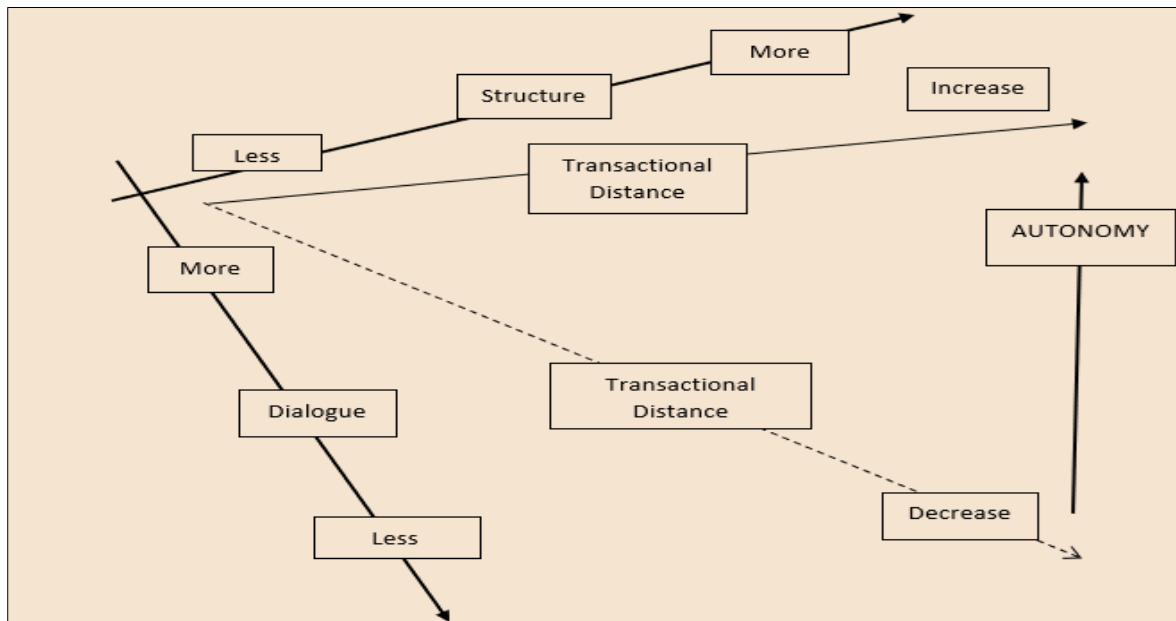 More
Increase
Structure
Less
Transactional
Distance
AUTONOMY
More
Transactional
Distance
Dialogue
Decrease
Less